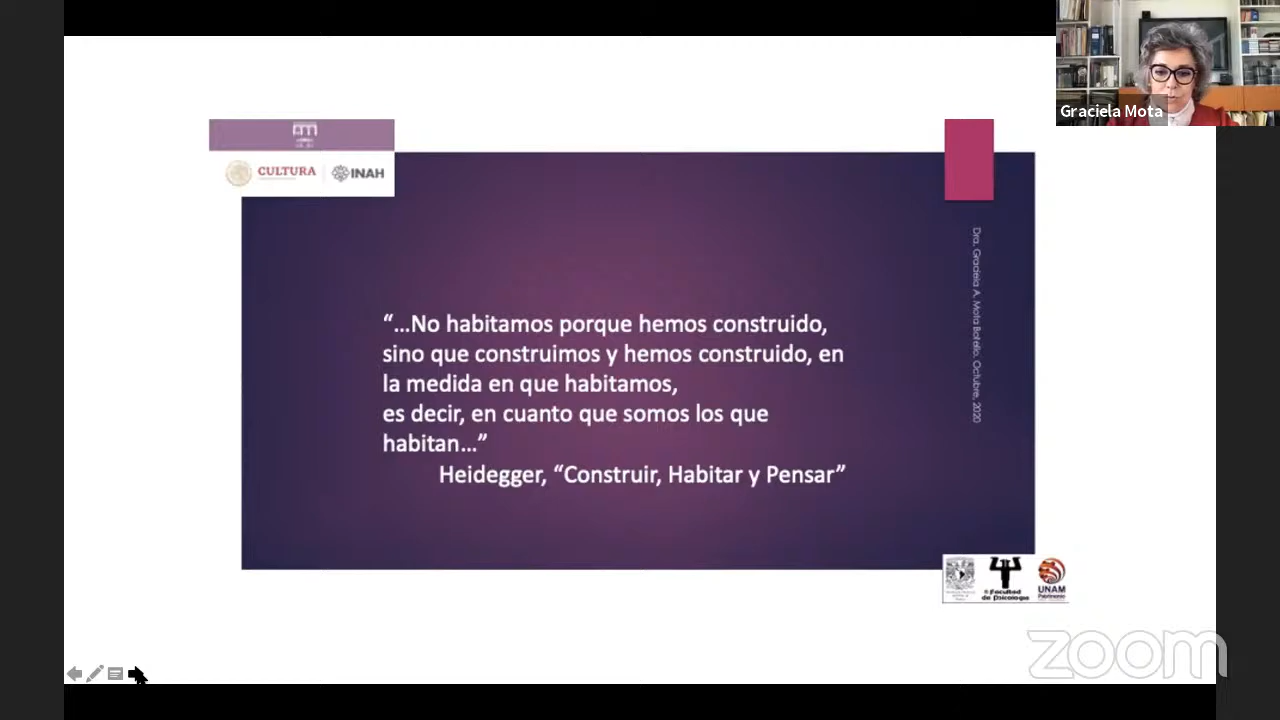 Graciela Mota
CULTURA
INAH
Dra. Graciela A. Mota Botello. Octubre, 2020
“...No habitamos porque hemos construido,
sino que construimos y hemos construido, en
la medida en que habitamos,
es decir, en cuanto que somos los que
habitan...”
Heidegger, “Construir, Habitar y Pensar”
Facultad
de Psicología
UNAM
Patrimonio
zoom